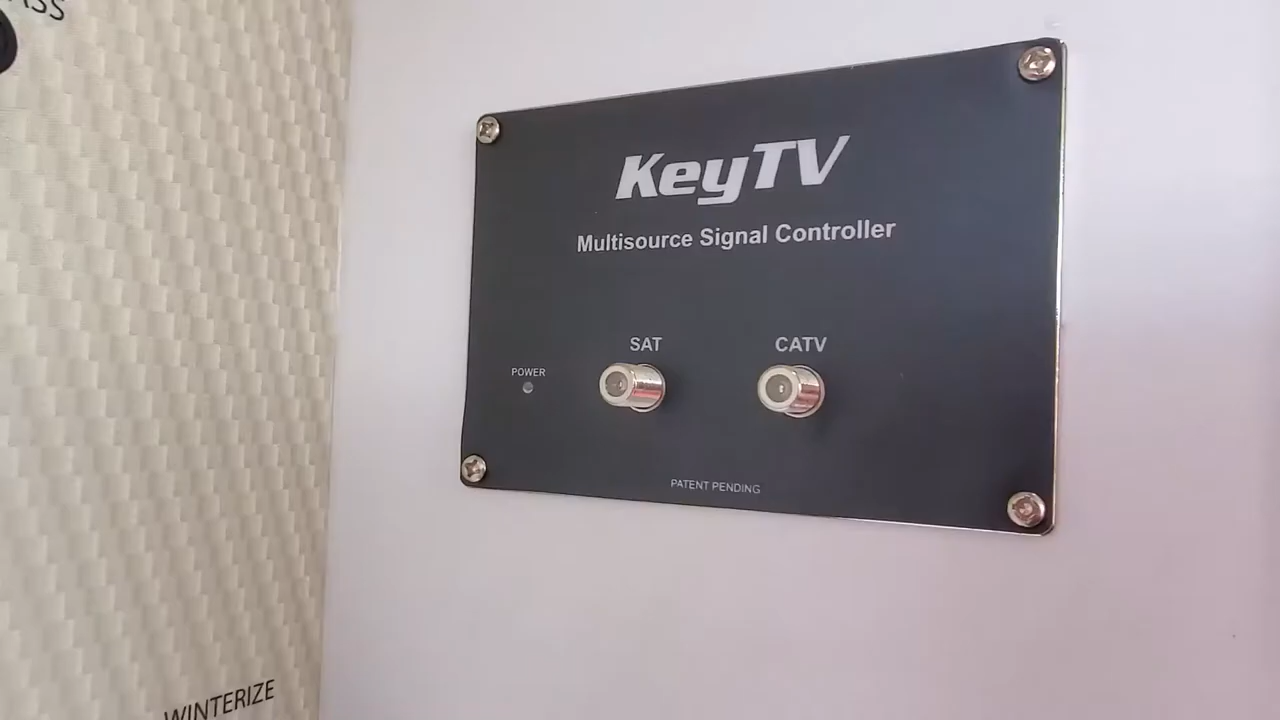 KeyTV
Multisource Signal Controller
SAT
CATV
POWER
PATENT PENDING
WINTERIZE